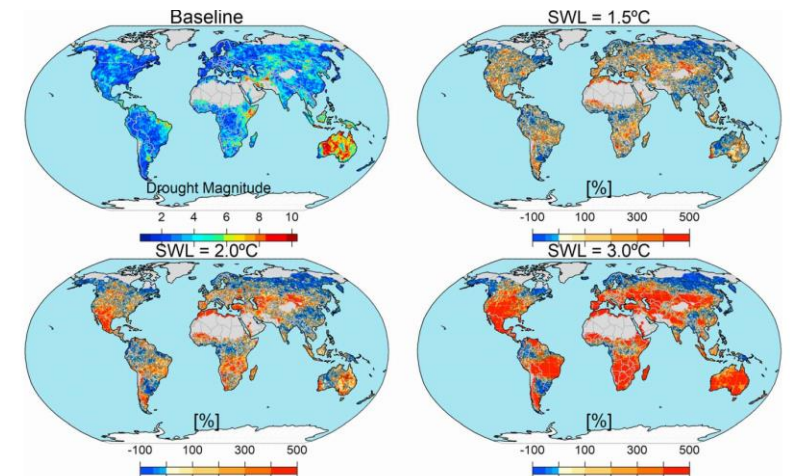 Baseline
SWL = 1.5ºC
Drought Magnitude
2 4 6 8 10
[%]
-100 100 300 500
SWL = 2.0ºC
SWL = 3.0ºC
[%]
-100 100 300 500
[%]
-100 100 300 500